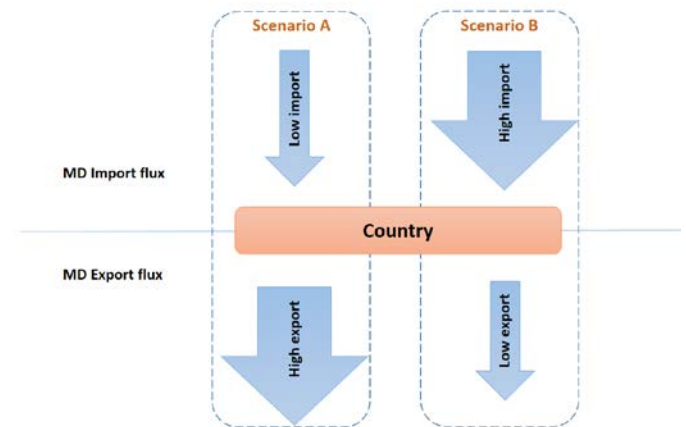 Scenario A
Scenario B
Low import
High import
MD Import flux
Country
MD Export flux
High export
Low export